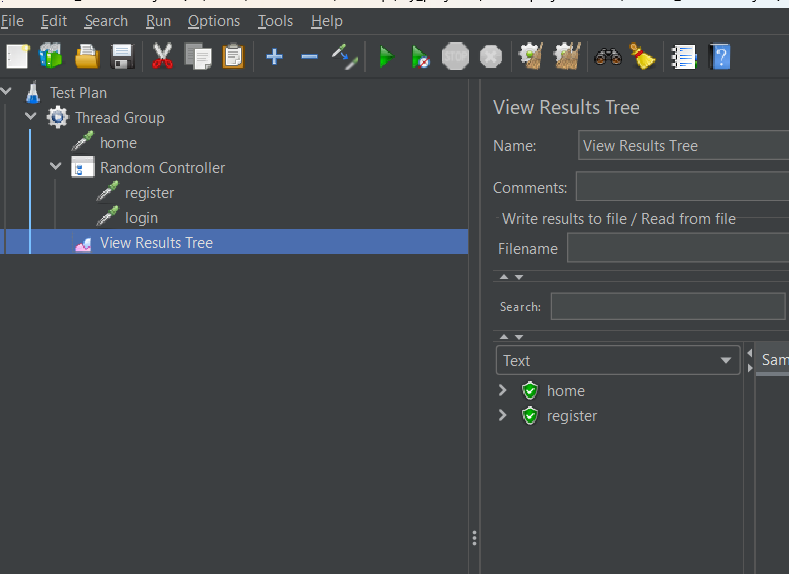 File Edit Search Run Options Tools Help
STOP
Test Plan
Thread Group
home
Random Controller
register
login
View Results Tree
View Results Tree
Name: View Results Tree
Comments:
Write results to file / Read from file
Filename
Search:
Text
Sam
home
register